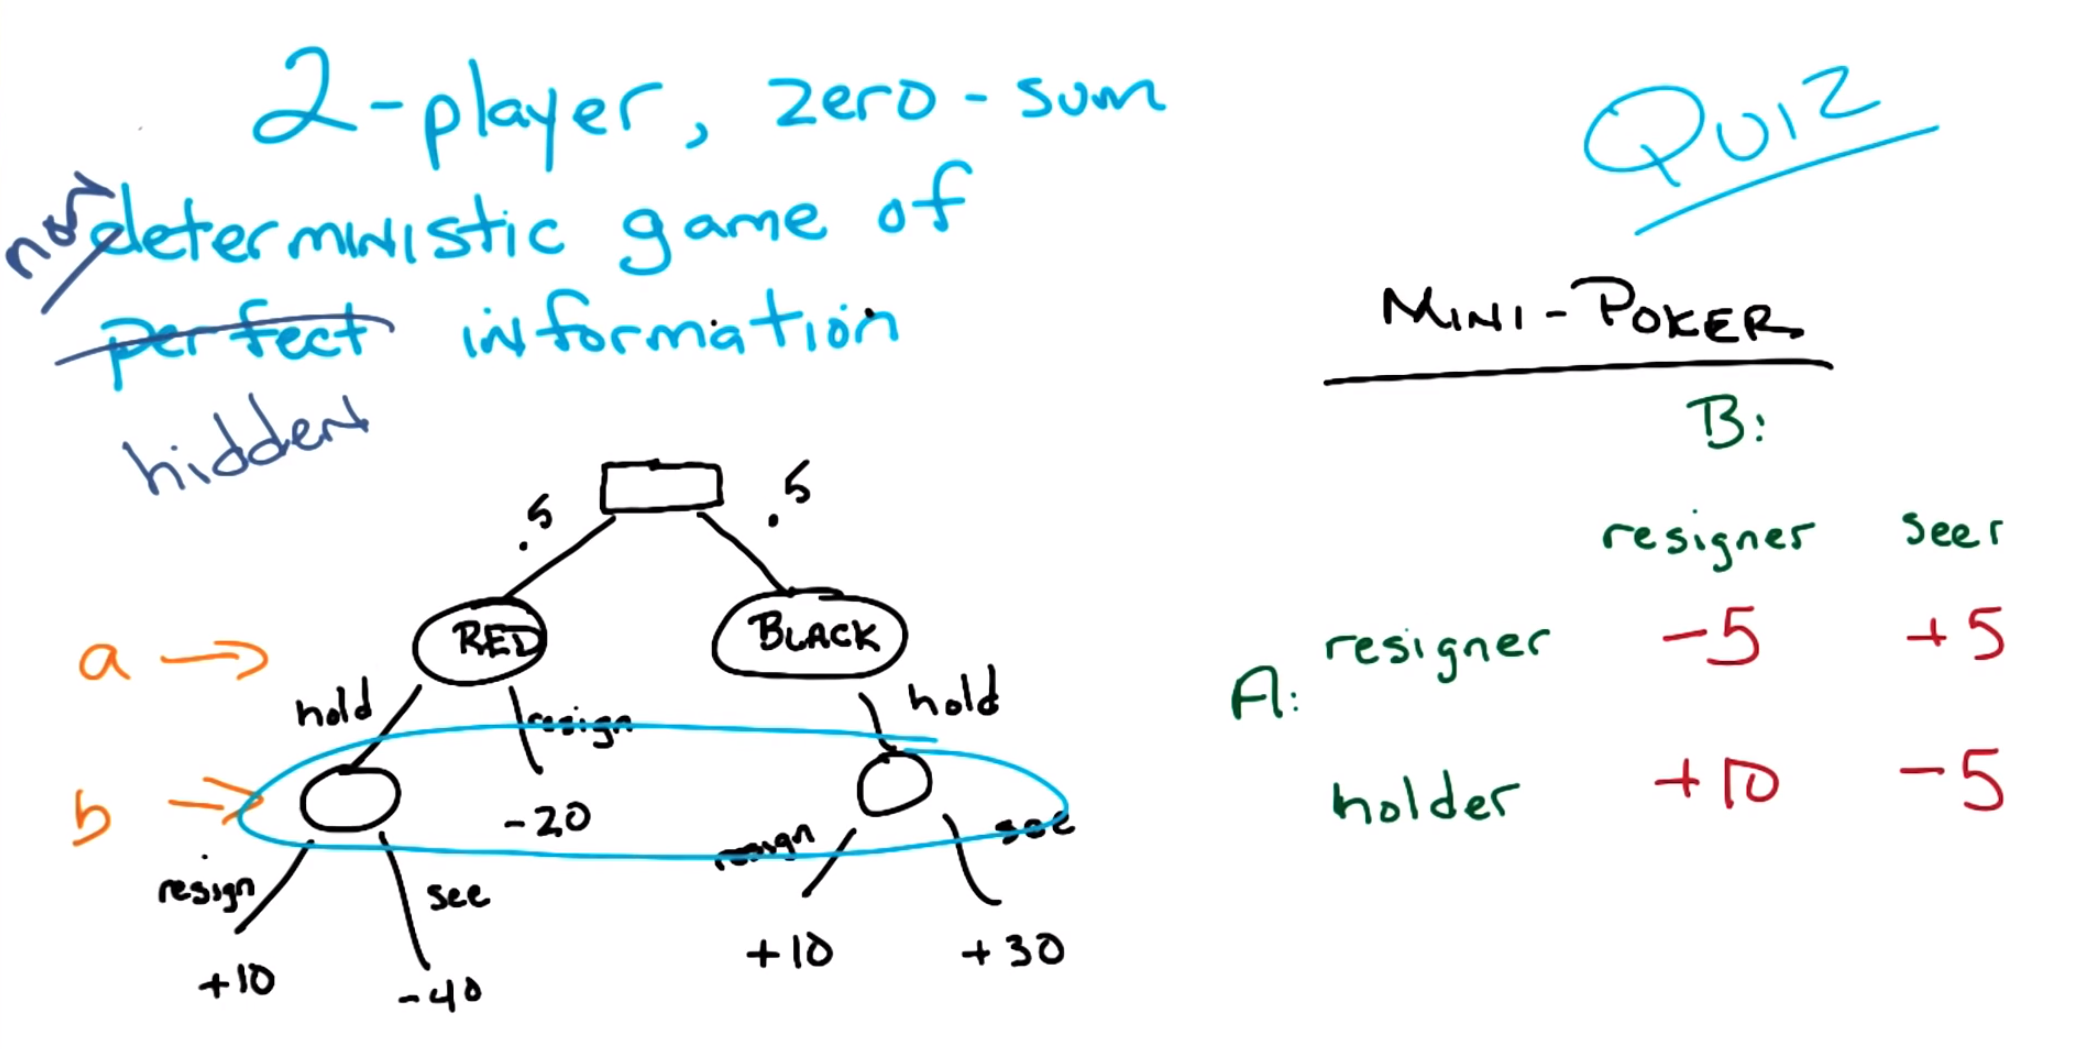 2-player, zero-sum
non
deterministic game of
perfect information
hidden
Quiz
MINI-POKER
B:
resigner seer
A:
resigner -5 +5
holder +10 -5
.5 .5
RED BLACK
a
hold resign hold
b
-20
resign see resign see
+10 -40 +10 +30